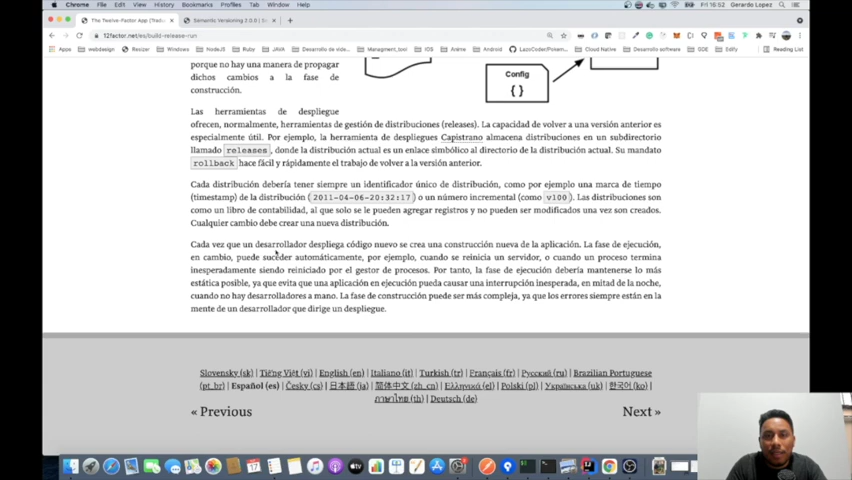 Chrome File Edit View History Bookmarks Profiles Tab Window Help
Fri 16:52 Gerardo Lopez
The Twelve-Factor App (Traduc
Semantic Versioning 2.0.0 | S
12factor.net/es/build-release-run
Apps webdesign Resizer NodeJS Ruby JAVA Desarrollo de vide... Managment_tool IOS Anime Android LazoCodez/Pokem... Cloud Native Desarrollo software GEO Edify Reading List
porque no hay una manera de propagar
dichos cambios a la fase de
construcción.
Config
{ }
Las herramientas de despliegue
ofrecen, normalmente, herramientas de gestión de distribuciones (releases). La capacidad de volver a una versión anterior es
especialmente útil. Por ejemplo, la herramienta de despliegues Capistrano almacena distribuciones en un subdirectorio
llamado releases, donde la distribución actual es un enlace simbólico al directorio de la distribución actual. Su mandato
rollback hace fácil y rápidamente el trabajo de volver a la versión anterior.
Cada distribución debería tener siempre un identificador único de distribución, como por ejemplo una marca de tiempo
(timestamp) de la distribución (2011-04-06-20:32:17) o un número incremental (como v100). Las distribuciones son
como un libro de contabilidad, al que solo se le pueden agregar registros y no pueden ser modificados una vez son creados.
Cualquier cambio debe crear una nueva distribución.
Cada vez que un desarrollador despliega código nuevo se crea una construcción nueva de la aplicación. La fase de ejecución,
en cambio, puede suceder automáticamente, por ejemplo, cuando se reinicia un servidor, o cuando un proceso termina
inesperadamente siendo reiniciado por el gestor de procesos. Por tanto, la fase de ejecución debería mantenerse lo más
estática posible, ya que evita que una aplicación en ejecución pueda causar una interrupción inesperada, en mitad de la noche,
cuando no hay desarrolladores a mano. La fase de construcción puede ser más compleja, ya que los errores siempre están en la
mente de un desarrollador que dirige un despliegue.
Slovensky (sk) | Tiếng Việt (vi) | English (en) | Italiano (it) | Turkish (tr) | Français (fr) | Русский (ru) | Brazilian Portuguese
(pt_br) | Español (es) | Česky (cs) | 日本語 (ja) | 简体中文 (zh_cn) | Ελληνικά (el) | Polski (pl) | Українська (uk) | 한국어 (ko) |
ภาษาไทย (th) | Deutsch (de)
« Previous
Next »